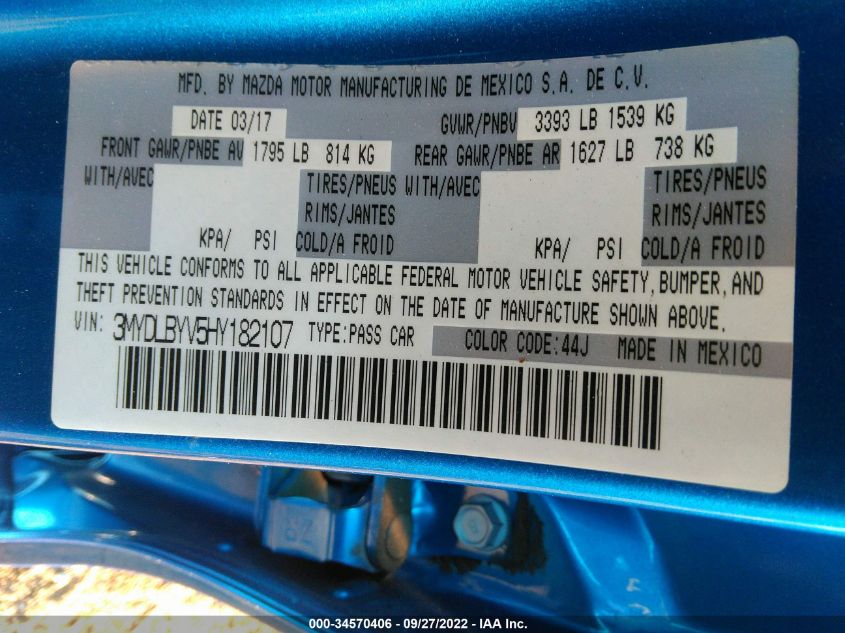 MFD. BY MAZDA MOTOR MANUFACTURING DE MEXICO S.A. DE C.V.
DATE 03/17 GVWR/PNBV 3393 LB 1539 KG
FRONT GAWR/PNBE AV 1795 LB 814 KG REAR GAWR/PNBE AR 1627 LB 738 KG
WITH/AVEC TIRES/PNEUS WITH/AVEC TIRES/PNEUS
RIMS/JANTES RIMS/JANTES
KPA/ PSI COLD/A FROID KPA/ PSI COLD/A FROID
THIS VEHICLE CONFORMS TO ALL APPLICABLE FEDERAL MOTOR VEHICLE SAFETY, BUMPER, AND
THEFT PREVENTION STANDARDS IN EFFECT ON THE DATE OF MANUFACTURE SHOWN ABOVE.
VIN: 3MYDLBYV5HY182107 TYPE:PASS CAR COLOR CODE:44J MADE IN MEXICO
ZR
000-34570406 - 09/27/2022 - IAA Inc.